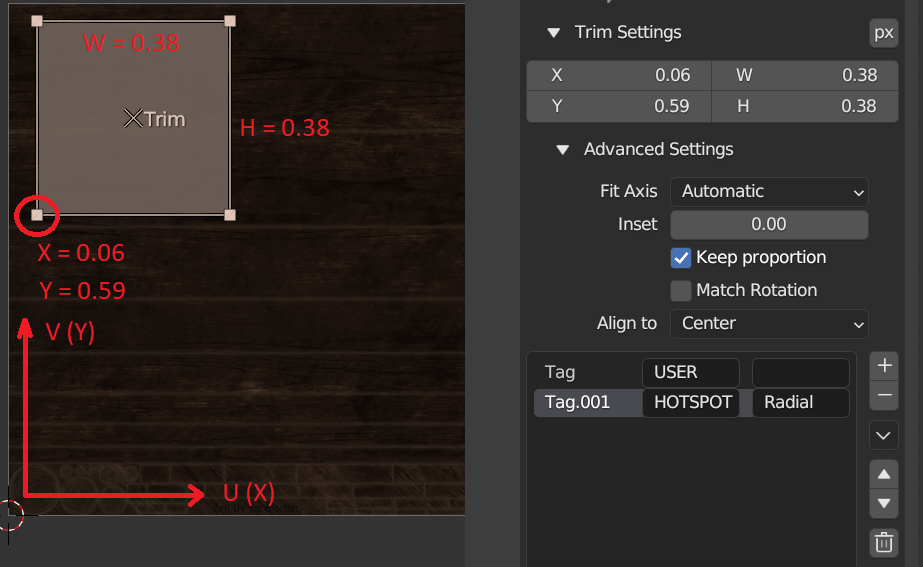 W = 0.38
Trim
H = 0.38
X = 0.06
Y = 0.59
V (Y)
U (X)
Trim Settings
px
X 0.06 W 0.38
Y 0.59 H 0.38
Advanced Settings
Fit Axis Automatic
Inset 0.00
Keep proportion
Match Rotation
Align to Center
Tag USER
Tag.001 HOTSPOT Radial